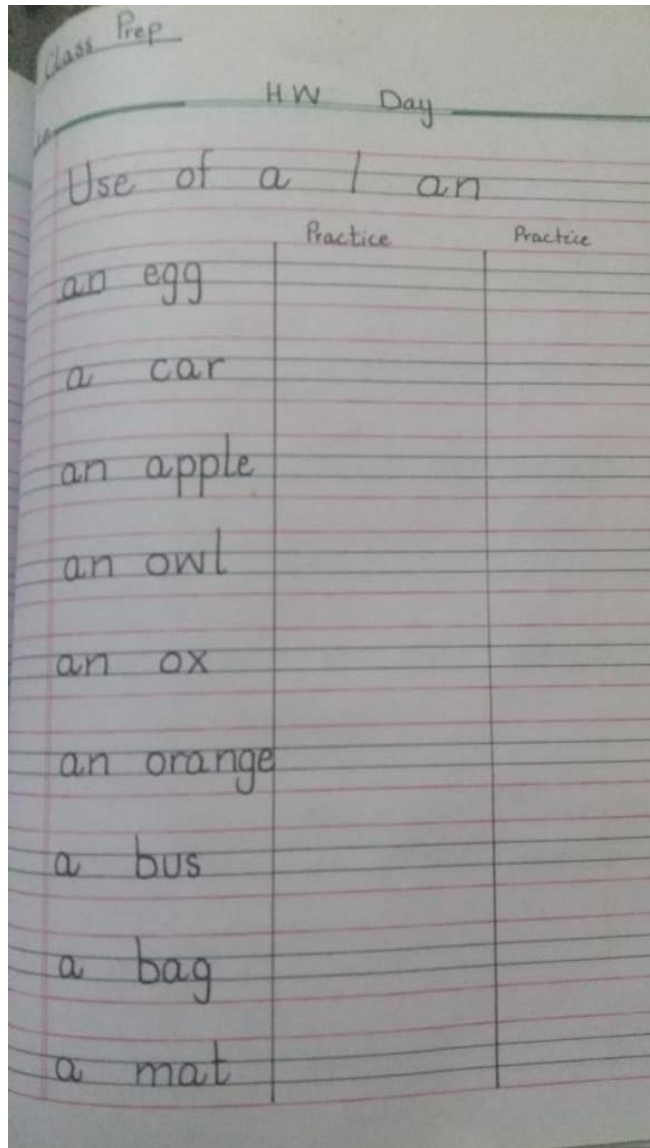 Class Prep
HW Day
Use of a / an
Practice Practice
an egg
a car
an apple
an owl
an ox
an orange
a bus
a bag
a mat